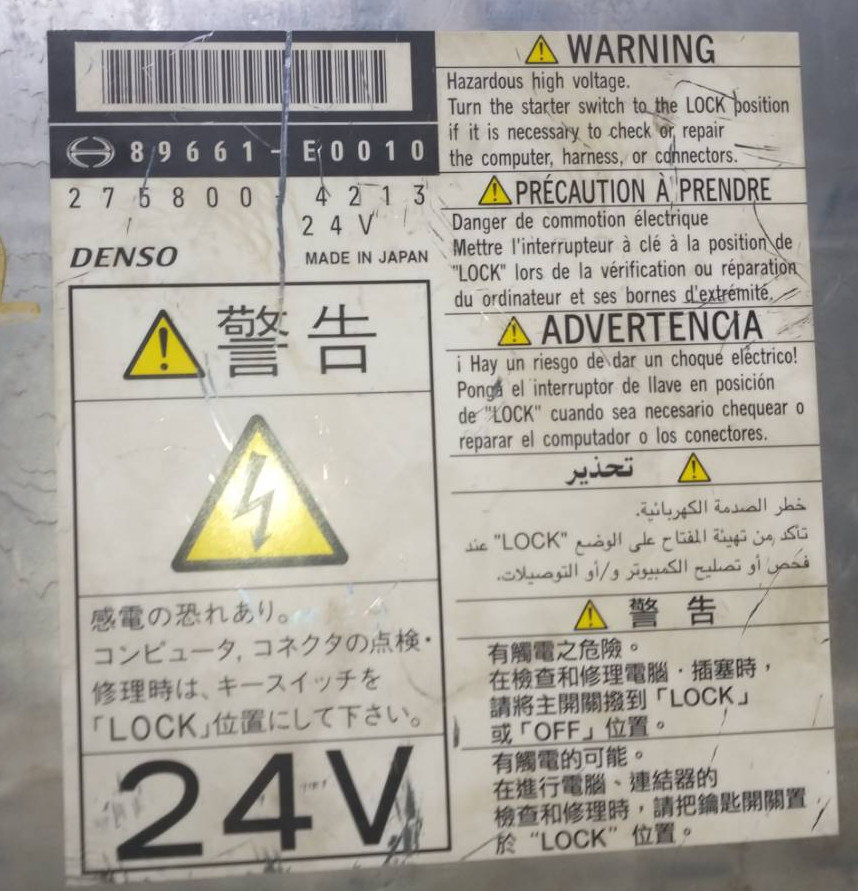 89661-E0010
275800-4213
24V
DENSO
MADE IN JAPAN
警告
感電の恐れあり。
コンピュータ,コネクタの点検・
修理時は、キースイッチを
「LOCK」位置にして下さい。
24V
WARNING
Hazardous high voltage.
Turn the starter switch to the LOCK position
if it is necessary to check or repair
the computer, harness, or connectors.
PRÉCAUTION À PRENDRE
Danger de commotion électrique
Mettre l'interrupteur à clé à la position de
"LOCK" lors de la vérification ou réparation
du ordinateur et ses bornes d'extrémité.
ADVERTENCIA
¡ Hay un riesgo de dar un choque eléctrico!
Ponga el interruptor de llave en posición
de "LOCK" cuando sea necesario chequear o
reparar el computador o los conectores.
تحذير
خطر الصدمة الكهربائية.
تأكد من تهيئة المفتاح على الوضع "LOCK" عند
فحص أو تصليح الكمبيوتر و/أو التوصيلات.
警告
有觸電之危險。
在檢查和修理電腦・插塞時，
請將主開關撥到「LOCK」
或「OFF」位置。
有觸電的可能。
在進行電腦、連結器的
檢查和修理時，請把鑰匙開關置
於 "LOCK" 位置。